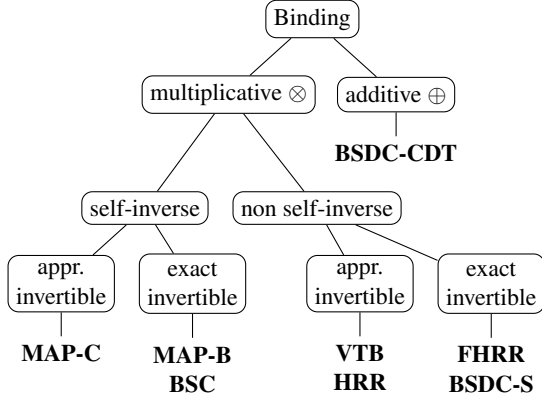 Binding
multiplicative ⊗
additive ⊕
BSDC-CDT
self-inverse
non self-inverse
appr.
invertible
exact
invertible
appr.
invertible
exact
invertible
MAP-C
MAP-B
BSC
VTB
HRR
FHRR
BSDC-S